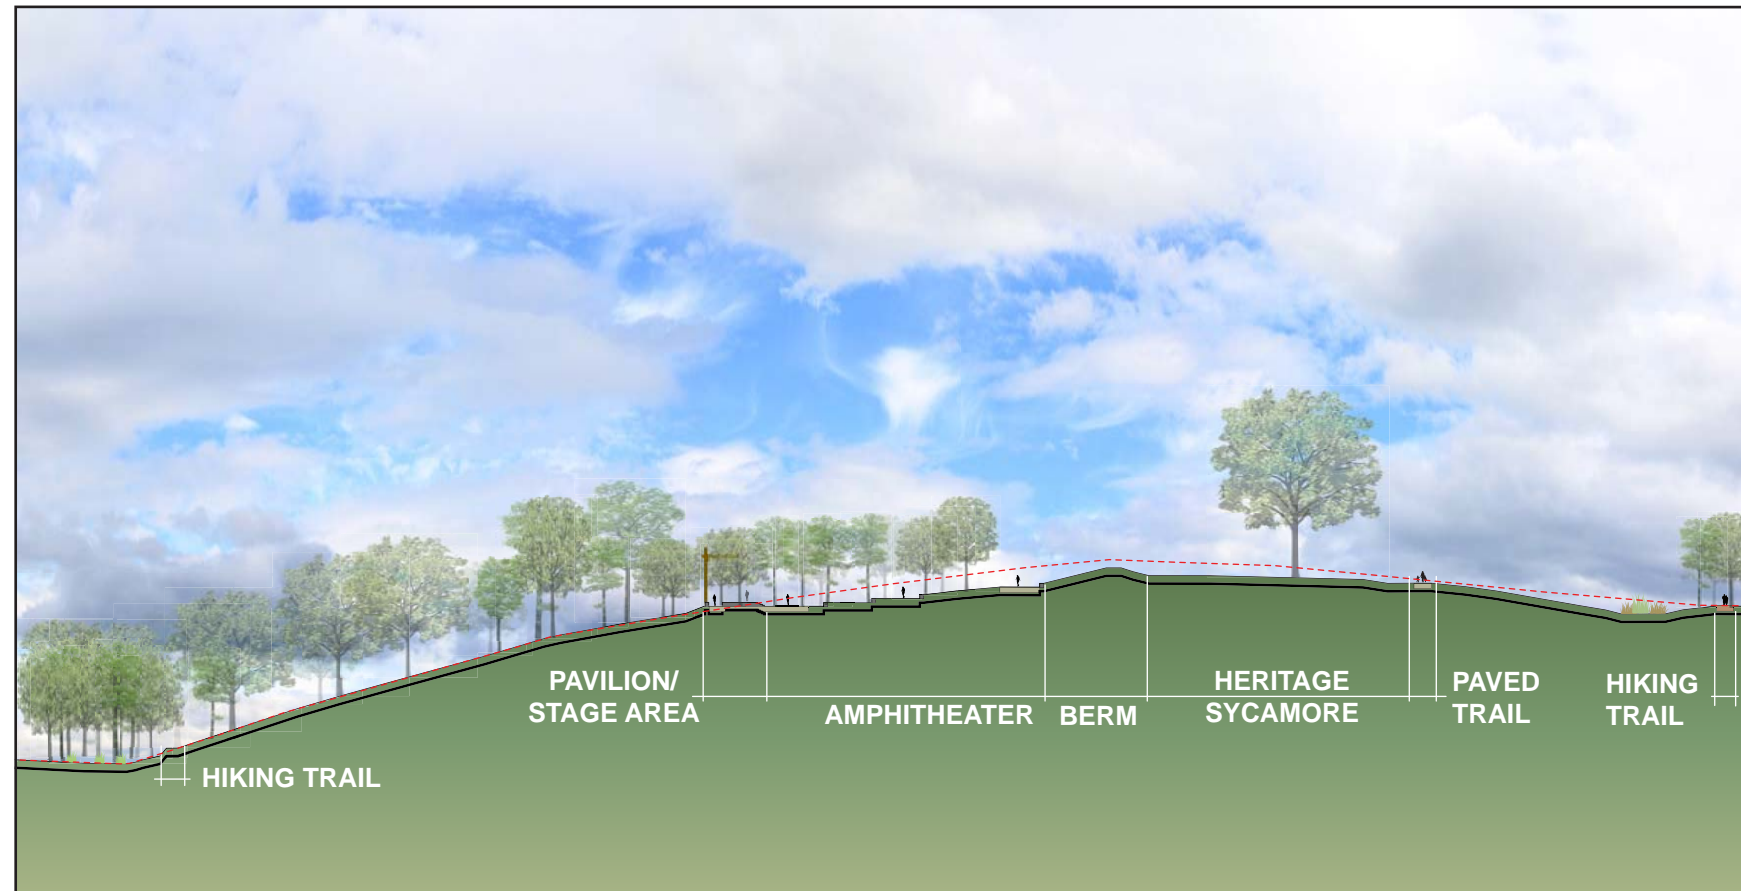 PAVILION/
STAGE AREA
AMPHITHEATER
BERM
HERITAGE
SYCAMORE
PAVED
TRAIL
HIKING
TRAIL
HIKING TRAIL